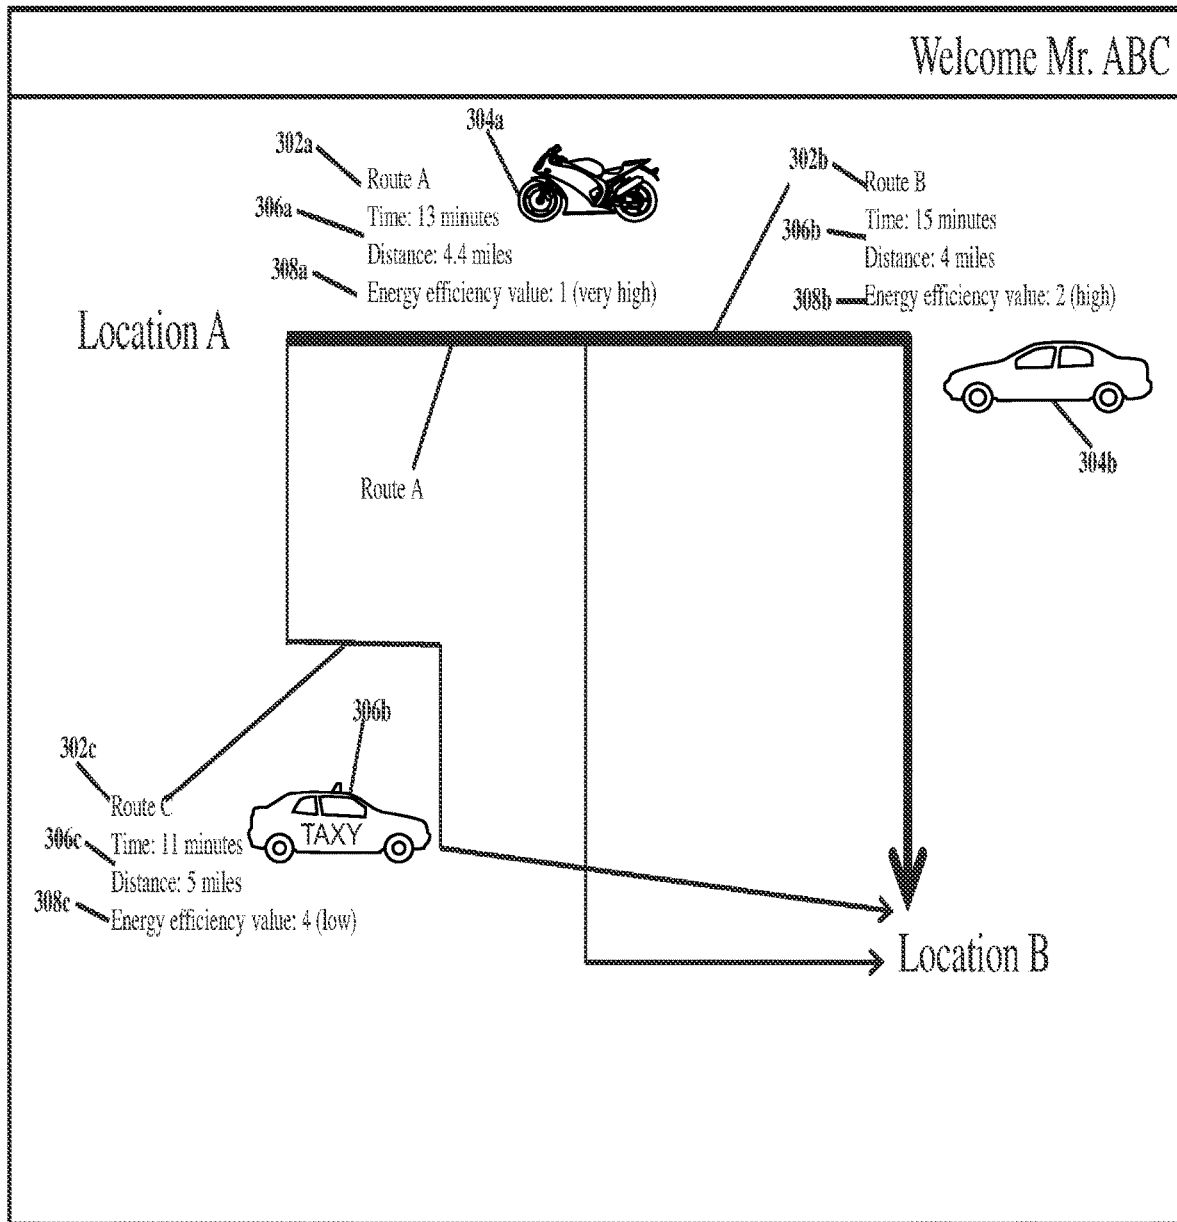 Welcome Mr. ABC
304a
302a
Route A
306a
Time: 13 minutes
Distance: 4.4 miles
308a
Energy efficiency value: 1 (very high)
302b
Route B
Time: 15 minutes
306b
Distance: 4 miles
308b
Energy efficiency value: 2 (high)
Location A
304b
Route A
306b
302c
Route C
TAXY
Time: 11 minutes
306c
Distance: 5 miles
308c
Energy efficiency value: 4 (low)
Location B